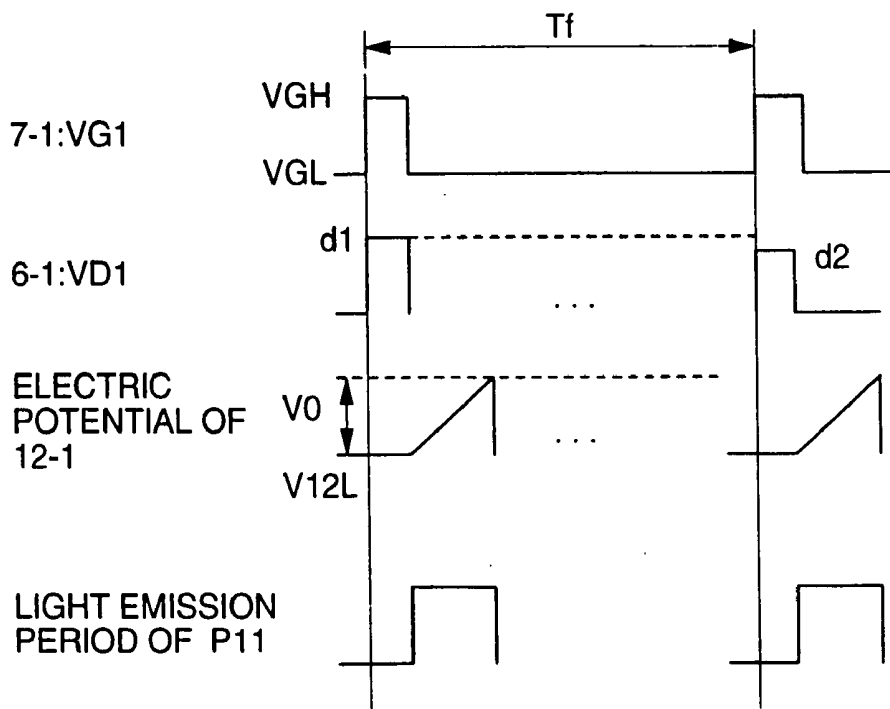 Tf
VGH
7-1:VG1
VGL
d1
d2
6-1:VD1
...
ELECTRIC
POTENTIAL OF
12-1
V0
...
V12L
LIGHT EMISSION
PERIOD OF P11